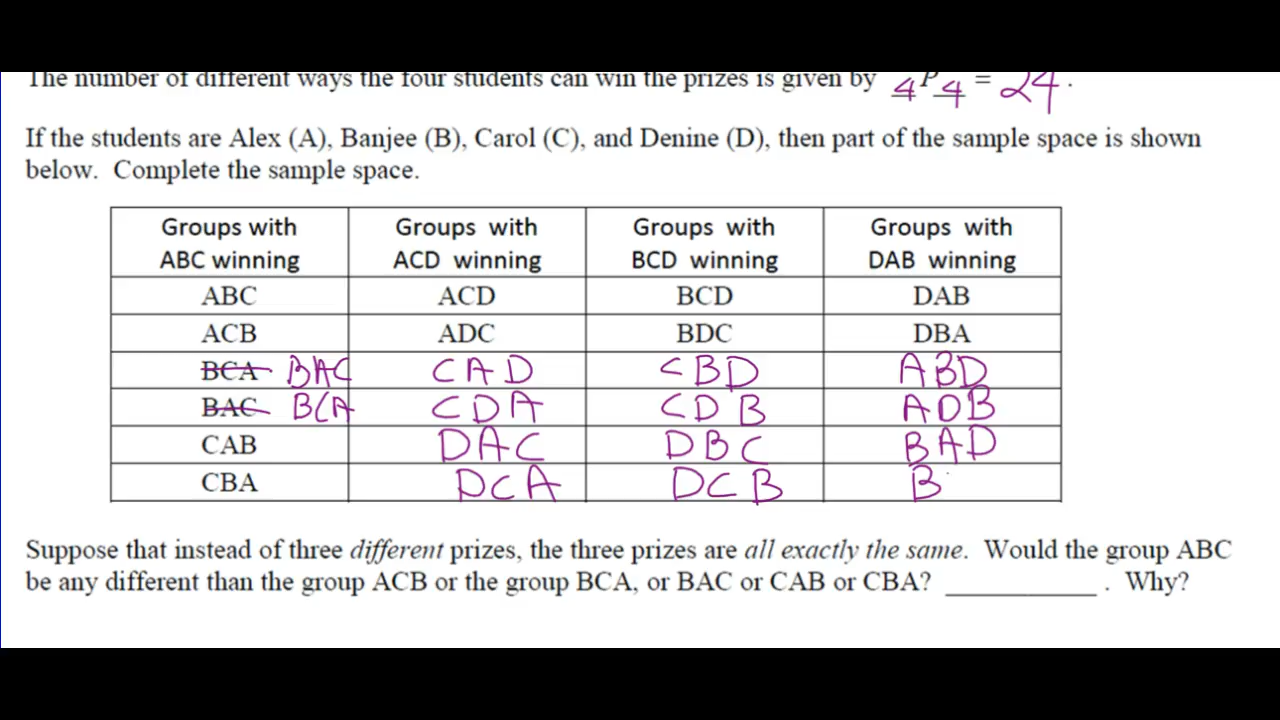 The number of different ways the four students can win the prizes is given by 4 P 4 = 24.
If the students are Alex (A), Banjee (B), Carol (C), and Denine (D), then part of the sample space is shown
below. Complete the sample space.
Groups with ABC winning | Groups with ACD winning | Groups with BCD winning | Groups with DAB winning
ABC | ACD | BCD | DAB
ACB | ADC | BDC | DBA
BCA BAC | CAD | CBD | ABD
BAC BCA | CDA | CDB | ADB
CAB | DAC | DBC | BAD
CBA | DCA | DCB | B
Suppose that instead of three different prizes, the three prizes are all exactly the same. Would the group ABC
be any different than the group ACB or the group BCA, or BAC or CAB or CBA? ___________ . Why?